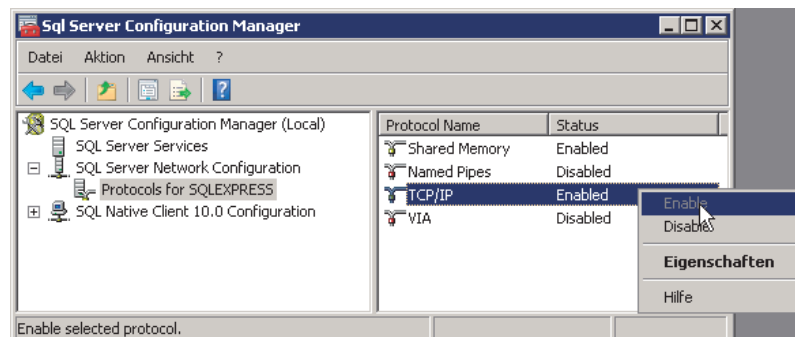 Sql Server Configuration Manager
Datei Aktion Ansicht ?
?
SQL Server Configuration Manager (Local)
SQL Server Services
SQL Server Network Configuration
Protocols for SQLEXPRESS
SQL Native Client 10.0 Configuration
Protocol Name Status
Shared Memory Enabled
Named Pipes Disabled
TCP/IP Enabled
VIA Disabled
Enable
Disable
Eigenschaften
Hilfe
Enable selected protocol.